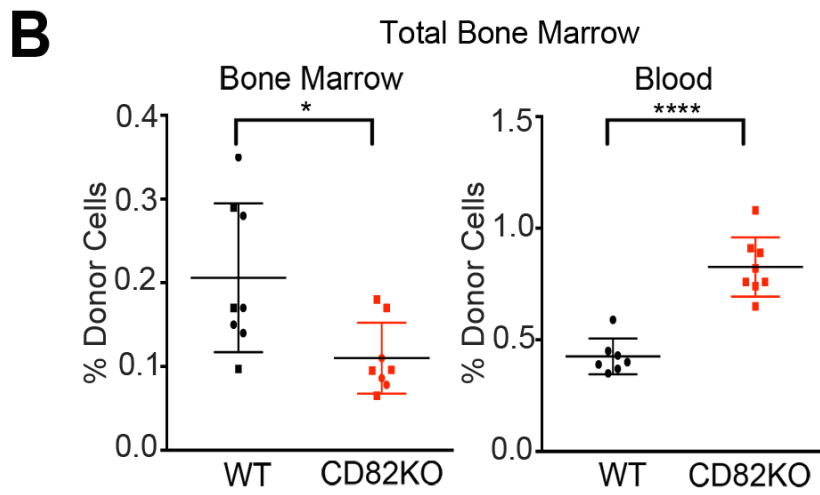 B
Total Bone Marrow
Bone Marrow
*
% Donor Cells
0.4
0.3
0.2
0.1
0.0
WT
CD82KO
Blood
****
% Donor Cells
1.5
1.0
0.5
0.0
WT
CD82KO